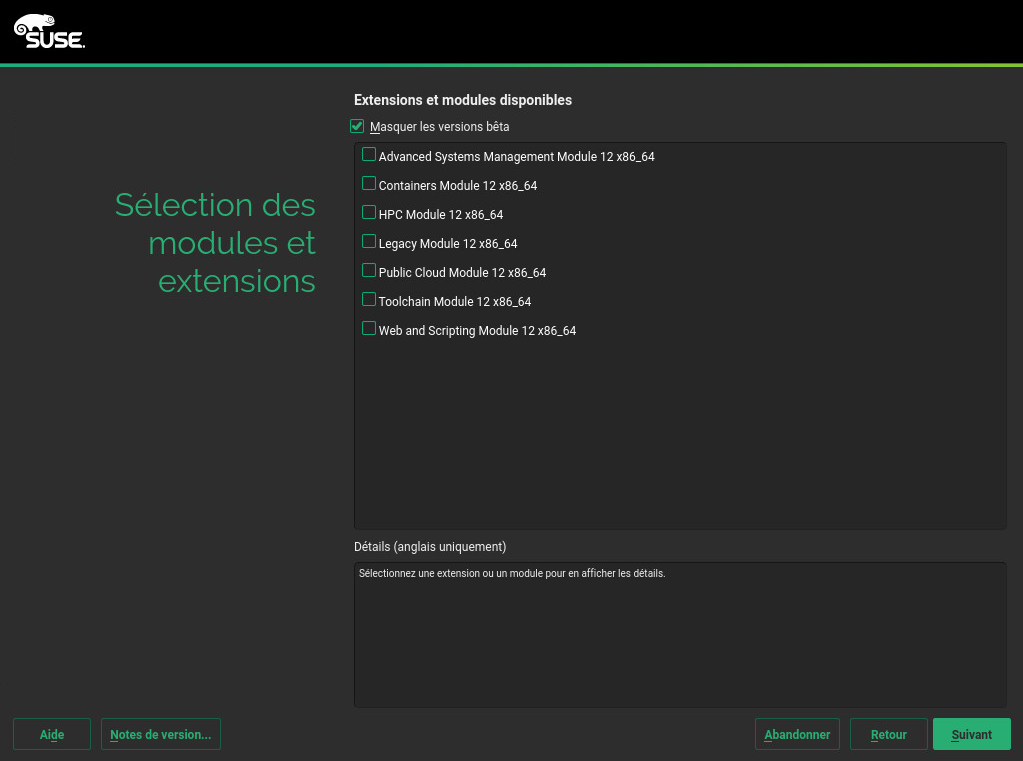 SUSE.
Extensions et modules disponibles
Masquer les versions bêta
Advanced Systems Management Module 12 x86_64
Containers Module 12 x86_64
HPC Module 12 x86_64
Legacy Module 12 x86_64
Public Cloud Module 12 x86_64
Toolchain Module 12 x86_64
Web and Scripting Module 12 x86_64
Sélection des
modules et
extensions
Détails (anglais uniquement)
Sélectionnez une extension ou un module pour en afficher les détails.
Aide
Notes de version...
Abandonner
Retour
Suivant